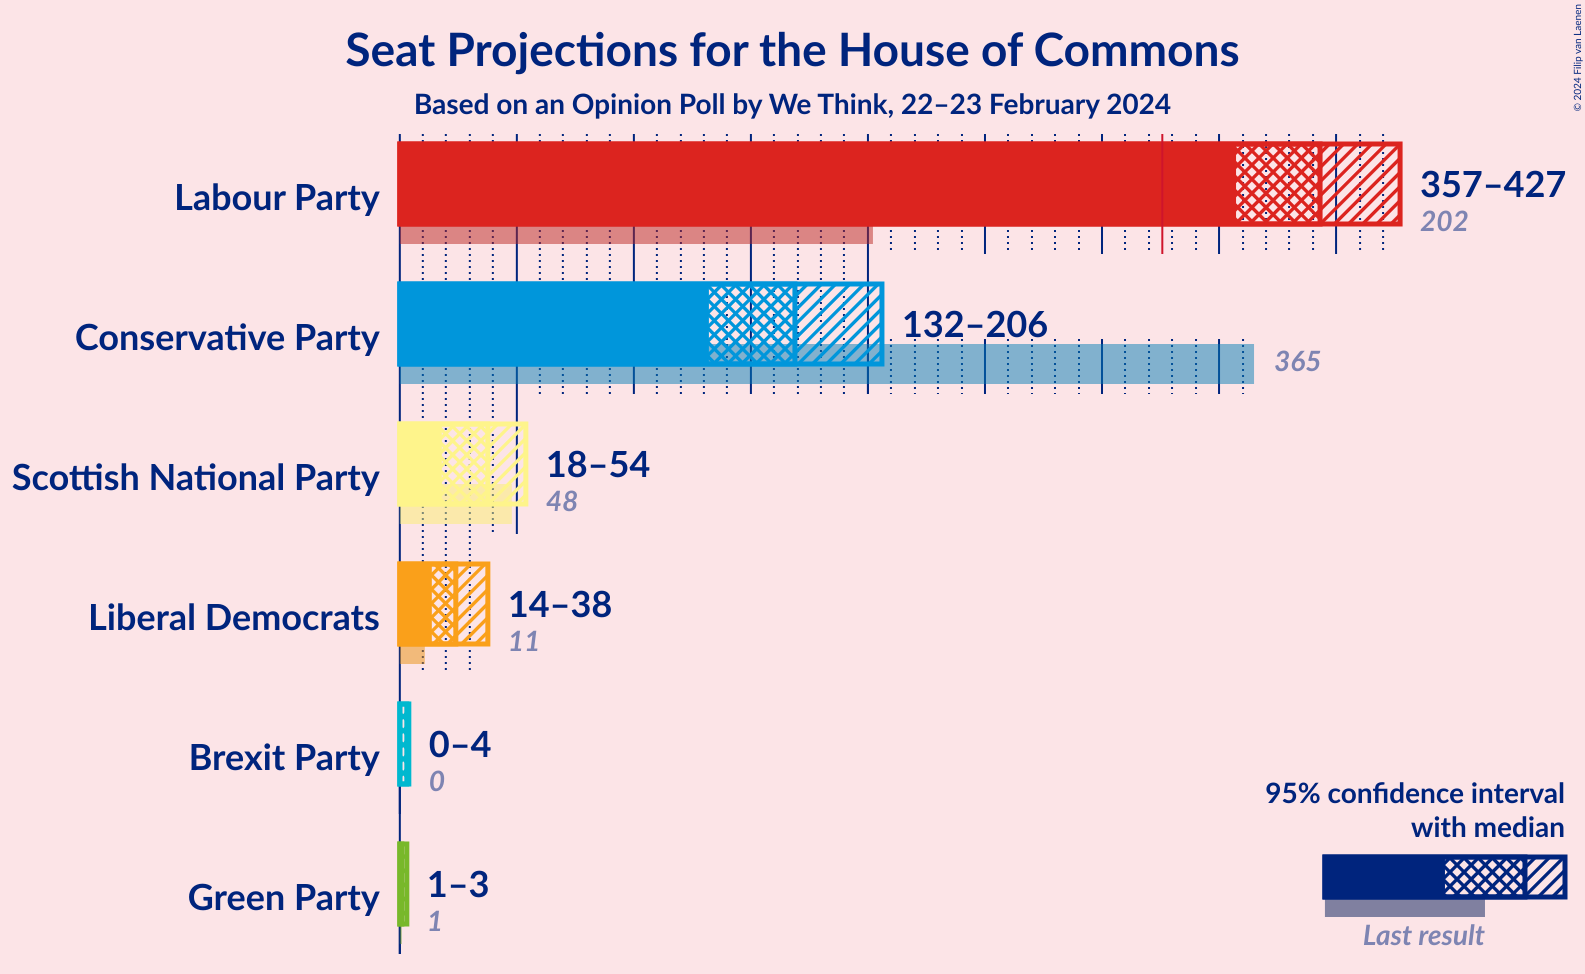 Seat Projections for the House of Commons
Based on an Opinion Poll by We Think, 22–23 February 2024
© 2024 Filip van Laenen
Labour Party
357–427
202
Conservative Party
132–206
365
Scottish National Party
18–54
48
Liberal Democrats
14–38
11
Brexit Party
0–4
0
Green Party
1–3
1
95% confidence interval
with median
Last result